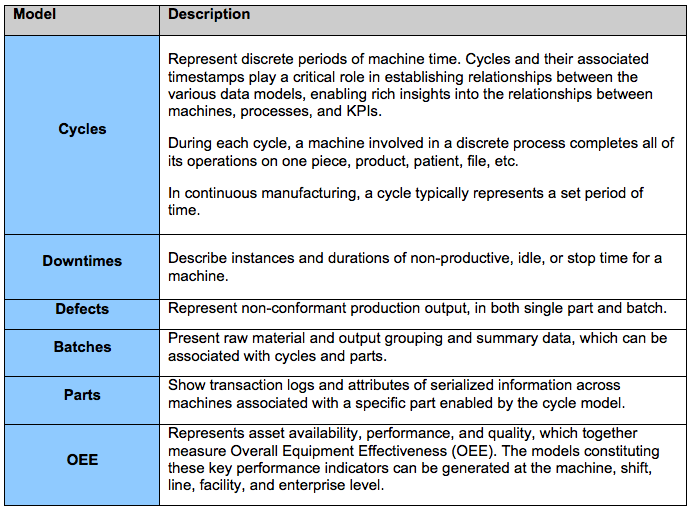 Model
Description
Cycles
Represent discrete periods of machine time. Cycles and their associated
timestamps play a critical role in establishing relationships between the
various data models, enabling rich insights into the relationships between
machines, processes, and KPIs.
During each cycle, a machine involved in a discrete process completes all of
its operations on one piece, product, patient, file, etc.
In continuous manufacturing, a cycle typically represents a set period of
time.
Downtimes
Describe instances and durations of non-productive, idle, or stop time for a
machine.
Defects
Represent non-conformant production output, in both single part and batch.
Batches
Present raw material and output grouping and summary data, which can be
associated with cycles and parts.
Parts
Show transaction logs and attributes of serialized information across
machines associated with a specific part enabled by the cycle model.
OEE
Represents asset availability, performance, and quality, which together
measure Overall Equipment Effectiveness (OEE). The models constituting
these key performance indicators can be generated at the machine, shift,
line, facility, and enterprise level.